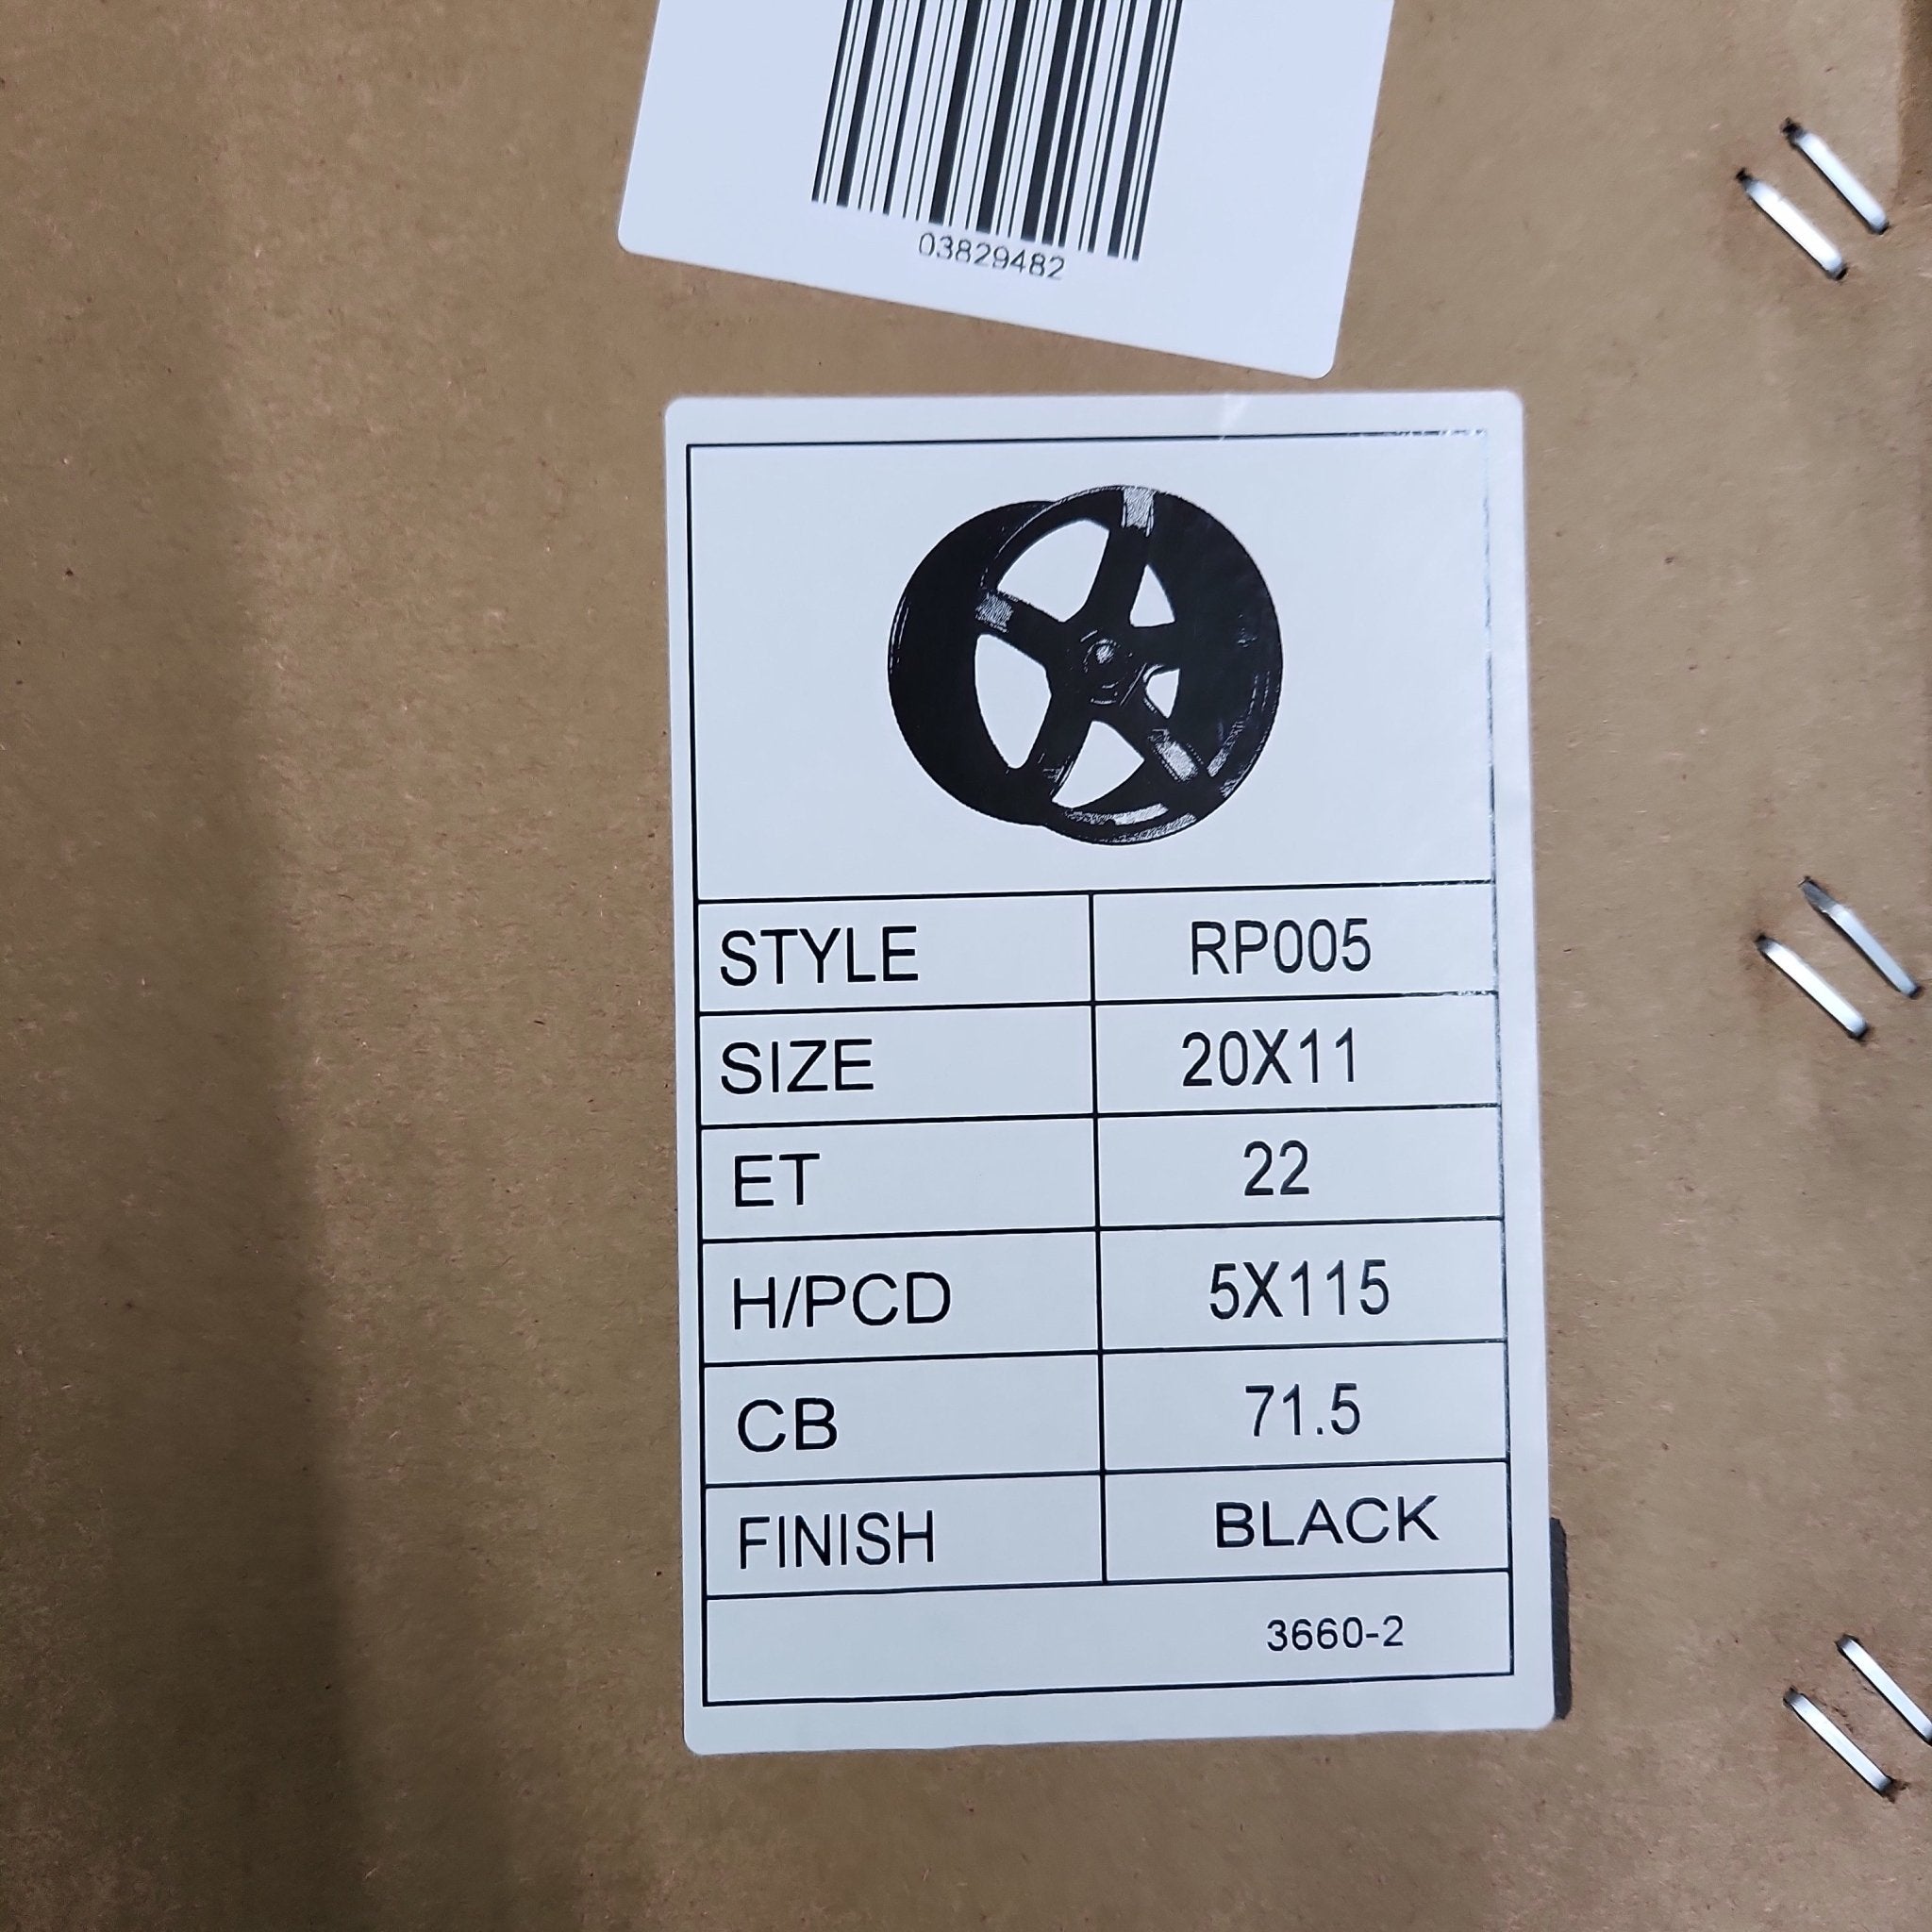 03829482
STYLE RP005
SIZE 20X11
ET 22
H/PCD 5X115
CB 71.5
FINISH BLACK
3660-2